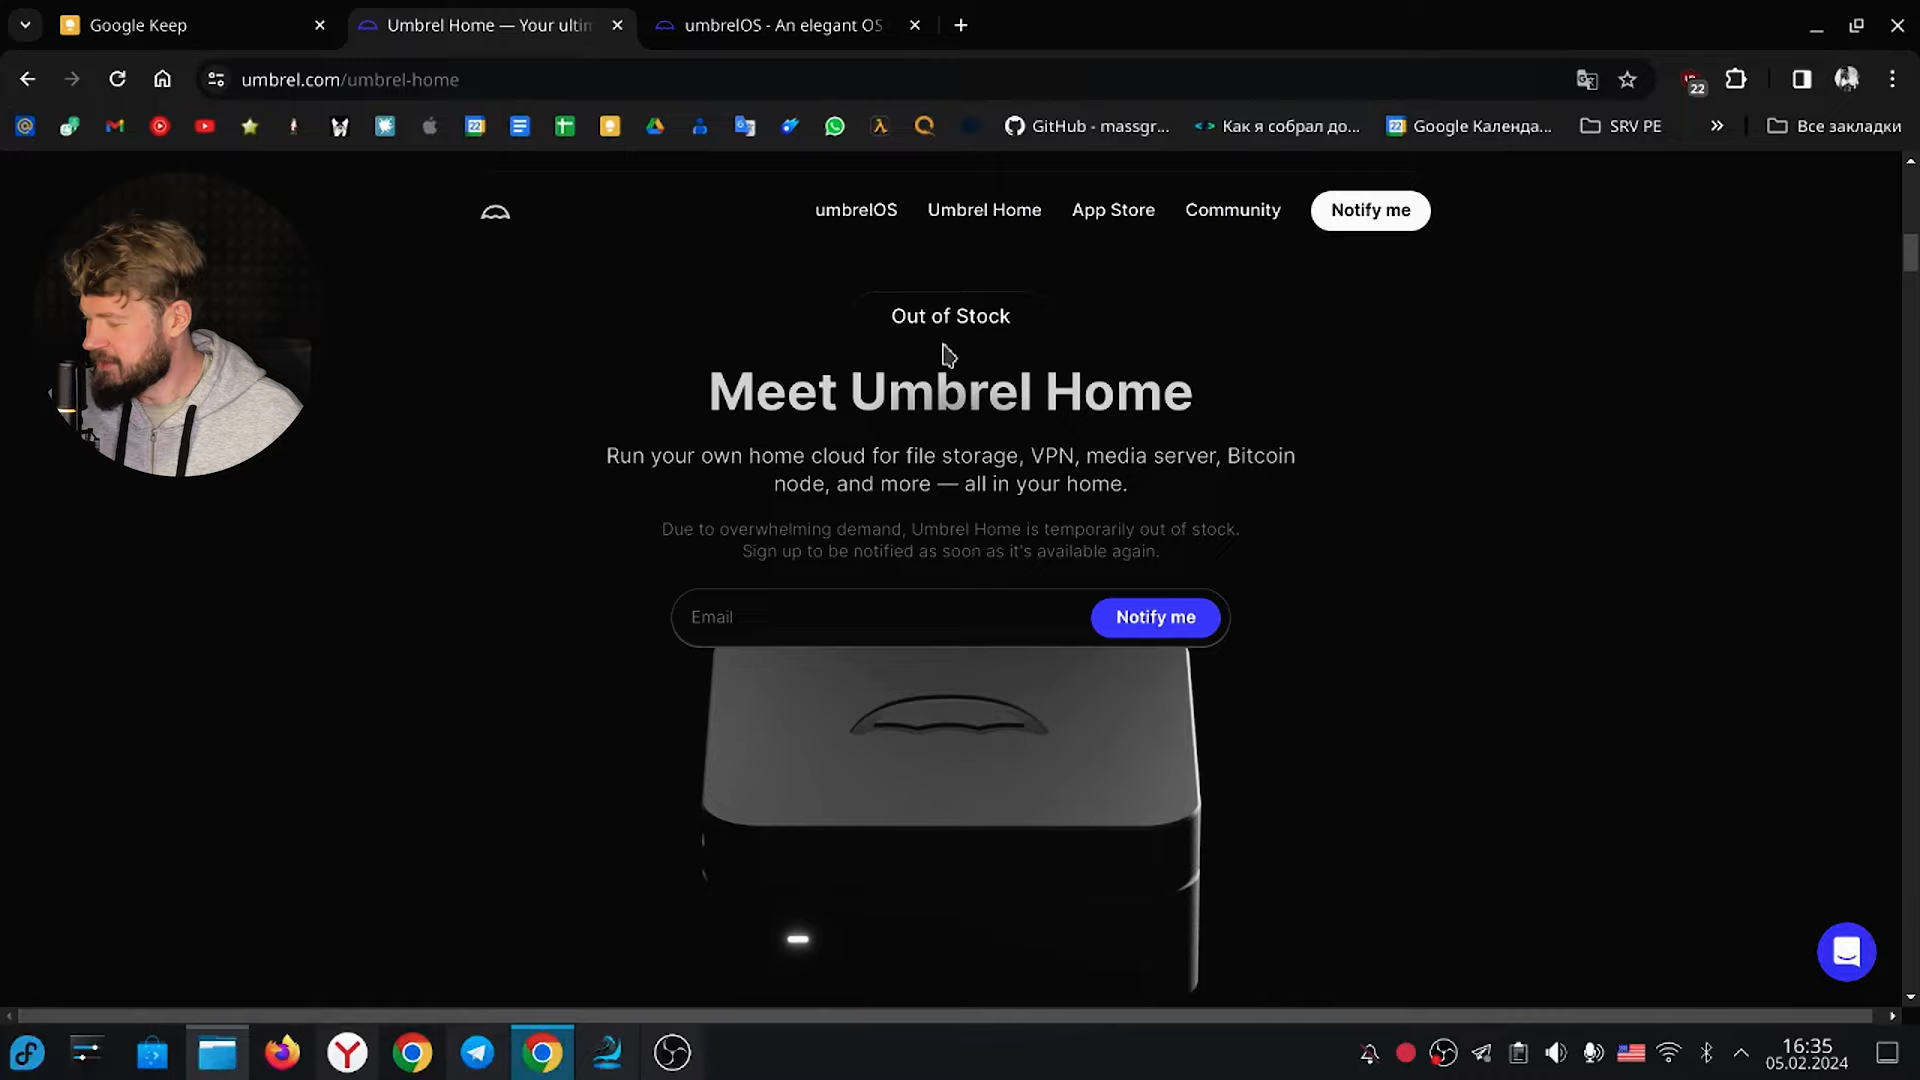 Google Keep
Umbrel Home — Your ultim
umbrelOS - An elegant OS
umbrel.com/umbrel-home
22
22
GitHub - massgr...
Как я собрал до...
22
Google Календа...
SRV PE
Все закладки
umbrelOS
Umbrel Home
App Store
Community
Notify me
Out of Stock
Meet Umbrel Home
Run your own home cloud for file storage, VPN, media server, Bitcoin
node, and more — all in your home.
Due to overwhelming demand, Umbrel Home is temporarily out of stock.
Sign up to be notified as soon as it's available again.
Email
Notify me
16:35
05.02.2024